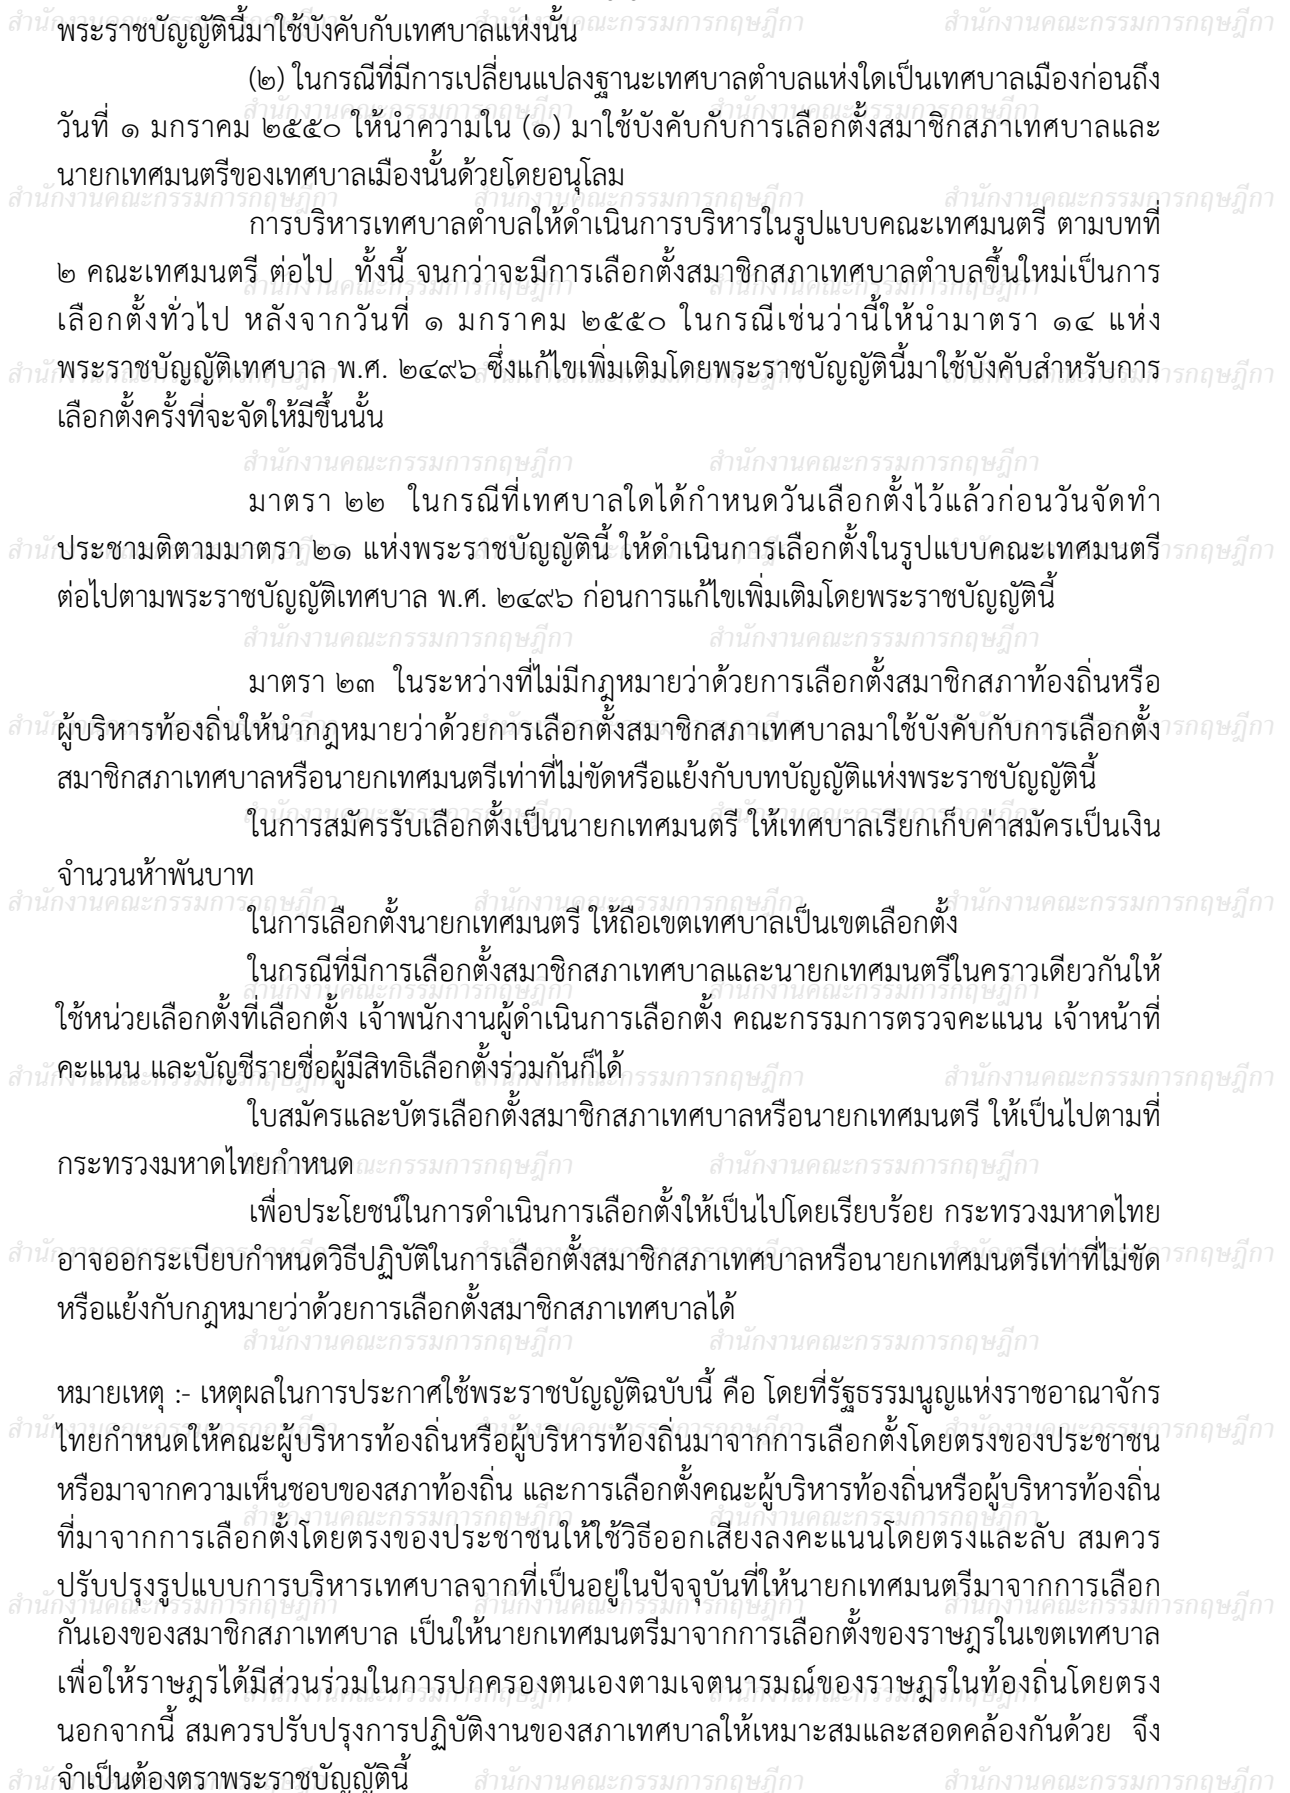 พระราชบัญญัตินี้มาใช้บังคับกับเทศบาลแห่งนั้น
(๒) ในกรณีที่มีการเปลี่ยนแปลงฐานะเทศบาลตำบลแห่งใดเป็นเทศบาลเมืองก่อนถึง
วันที่ ๑ มกราคม ๒๕๕๐ ให้นำความใน (๑) มาใช้บังคับกับการเลือกตั้งสมาชิกสภาเทศบาลและ
นายกเทศมนตรีของเทศบาลเมืองนั้นด้วยโดยอนุโลม
การบริหารเทศบาลตำบลให้ดำเนินการบริหารในรูปแบบคณะเทศมนตรี ตามบทที่
๒ คณะเทศมนตรี ต่อไป ทั้งนี้ จนกว่าจะมีการเลือกตั้งสมาชิกสภาเทศบาลตำบลขึ้นใหม่เป็นการ
เลือกตั้งทั่วไป หลังจากวันที่ ๑ มกราคม ๒๕๕๐ ในกรณีเช่นว่านี้ให้นำมาตรา ๑๔ แห่ง
พระราชบัญญัติเทศบาล พ.ศ. ๒๔๙๖ ซึ่งแก้ไขเพิ่มเติมโดยพระราชบัญญัตินี้มาใช้บังคับสำหรับการ
เลือกตั้งครั้งที่จะจัดให้มีขึ้นนั้น
มาตรา ๒๒ ในกรณีที่เทศบาลใดได้กำหนดวันเลือกตั้งไว้แล้วก่อนวันจัดทำ
ประชามติตามมาตรา ๒๑ แห่งพระราชบัญญัตินี้ ให้ดำเนินการเลือกตั้งในรูปแบบคณะเทศมนตรี
ต่อไปตามพระราชบัญญัติเทศบาล พ.ศ. ๒๔๙๖ ก่อนการแก้ไขเพิ่มเติมโดยพระราชบัญญัตินี้
มาตรา ๒๓ ในระหว่างที่ไม่มีกฎหมายว่าด้วยการเลือกตั้งสมาชิกสภาท้องถิ่นหรือ
ผู้บริหารท้องถิ่นให้นำกฎหมายว่าด้วยการเลือกตั้งสมาชิกสภาเทศบาลมาใช้บังคับกับการเลือกตั้ง
สมาชิกสภาเทศบาลหรือนายกเทศมนตรีเท่าที่ไม่ขัดหรือแย้งกับบทบัญญัติแห่งพระราชบัญญัตินี้
ในการสมัครรับเลือกตั้งเป็นนายกเทศมนตรี ให้เทศบาลเรียกเก็บค่าสมัครเป็นเงิน
จำนวนห้าพันบาท
ในการเลือกตั้งนายกเทศมนตรี ให้ถือเขตเทศบาลเป็นเขตเลือกตั้ง
ในกรณีที่มีการเลือกตั้งสมาชิกสภาเทศบาลและนายกเทศมนตรีในคราวเดียวกันให้
ใช้หน่วยเลือกตั้งที่เลือกตั้ง เจ้าพนักงานผู้ดำเนินการเลือกตั้ง คณะกรรมการตรวจคะแนน เจ้าหน้าที่
คะแนน และบัญชีรายชื่อผู้มีสิทธิเลือกตั้งร่วมกันก็ได้
ใบสมัครและบัตรเลือกตั้งสมาชิกสภาเทศบาลหรือนายกเทศมนตรี ให้เป็นไปตามที่
กระทรวงมหาดไทยกำหนด
เพื่อประโยชน์ในการดำเนินการเลือกตั้งให้เป็นไปโดยเรียบร้อย กระทรวงมหาดไทย
อาจออกระเบียบกำหนดวิธีปฏิบัติในการเลือกตั้งสมาชิกสภาเทศบาลหรือนายกเทศมนตรีเท่าที่ไม่ขัด
หรือแย้งกับกฎหมายว่าด้วยการเลือกตั้งสมาชิกสภาเทศบาลได้
หมายเหตุ :- เหตุผลในการประกาศใช้พระราชบัญญัติฉบับนี้ คือ โดยที่รัฐธรรมนูญแห่งราชอาณาจักร
ไทยกำหนดให้คณะผู้บริหารท้องถิ่นหรือผู้บริหารท้องถิ่นมาจากการเลือกตั้งโดยตรงของประชาชน
หรือมาจากความเห็นชอบของสภาท้องถิ่น และการเลือกตั้งคณะผู้บริหารท้องถิ่นหรือผู้บริหารท้องถิ่น
ที่มาจากการเลือกตั้งโดยตรงของประชาชนให้ใช้วิธีออกเสียงลงคะแนนโดยตรงและลับ สมควร
ปรับปรุงรูปแบบการบริหารเทศบาลจากที่เป็นอยู่ในปัจจุบันที่ให้นายกเทศมนตรีมาจากการเลือก
กันเองของสมาชิกสภาเทศบาล เป็นให้นายกเทศมนตรีมาจากการเลือกตั้งของราษฎรในเขตเทศบาล
เพื่อให้ราษฎรได้มีส่วนร่วมในการปกครองตนเองตามเจตนารมณ์ของราษฎรในท้องถิ่นโดยตรง
นอกจากนี้ สมควรปรับปรุงการปฏิบัติงานของสภาเทศบาลให้เหมาะสมและสอดคล้องกันด้วย จึง
จำเป็นต้องตราพระราชบัญญัตินี้